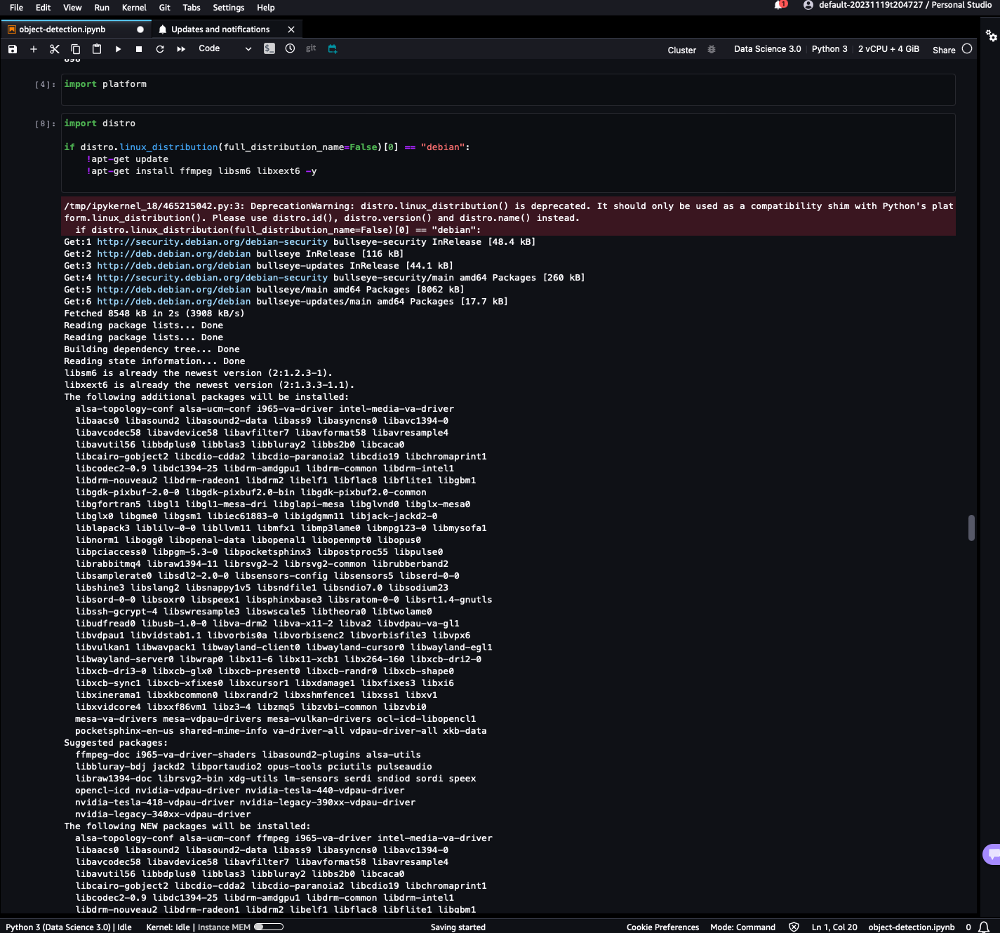 File Edit View Run Kernel Git Tabs Settings Help
1 default-20231119t204727 / Personal Studio
object-detection.ipynb Updates and notifications
Code $_ git Cluster Data Science 3.0 Python 3 2 vCPU + 4 GiB Share
898
[4]: import platform
[8]: import distro
if distro.linux_distribution(full_distribution_name=False)[0] == "debian":
!apt-get update
!apt-get install ffmpeg libsm6 libxext6 -y
/tmp/ipykernel_18/465215042.py:3: DeprecationWarning: distro.linux_distribution() is deprecated. It should only be used as a compatibility shim with Python's plat
form.linux_distribution(). Please use distro.id(), distro.version() and distro.name() instead.
if distro.linux_distribution(full_distribution_name=False)[0] == "debian":
Get:1 http://security.debian.org/debian-security bullseye-security InRelease [48.4 kB]
Get:2 http://deb.debian.org/debian bullseye InRelease [116 kB]
Get:3 http://deb.debian.org/debian bullseye-updates InRelease [44.1 kB]
Get:4 http://security.debian.org/debian-security bullseye-security/main amd64 Packages [260 kB]
Get:5 http://deb.debian.org/debian bullseye/main amd64 Packages [8062 kB]
Get:6 http://deb.debian.org/debian bullseye-updates/main amd64 Packages [17.7 kB]
Fetched 8548 kB in 2s (3908 kB/s)
Reading package lists... Done
Reading package lists... Done
Building dependency tree... Done
Reading state information... Done
libsm6 is already the newest version (2:1.2.3-1).
libxext6 is already the newest version (2:1.3.3-1.1).
The following additional packages will be installed:
alsa-topology-conf alsa-ucm-conf i965-va-driver intel-media-va-driver
libaacs0 libasound2 libasound2-data libass9 libasyncns0 libavc1394-0
libavcodec58 libavdevice58 libavfilter7 libavformat58 libavresample4
libavutil56 libbdplus0 libblas3 libbluray2 libbs2b0 libcaca0
libcairo-gobject2 libcdio-cdda2 libcdio-paranoia2 libcdio19 libchromaprint1
libcodec2-0.9 libdc1394-25 libdrm-amdgpu1 libdrm-common libdrm-intel1
libdrm-nouveau2 libdrm-radeon1 libdrm2 libelf1 libflac8 libflite1 libgbm1
libgdk-pixbuf-2.0-0 libgdk-pixbuf2.0-bin libgdk-pixbuf2.0-common
libgfortran5 libgl1 libgl1-mesa-dri libglapi-mesa libglvnd0 libglx-mesa0
libglx0 libgme0 libgsm1 libiec61883-0 libigdgmm11 libjack-jackd2-0
liblapack3 liblilv-0-0 libllvm11 libmfx1 libmp3lame0 libmpg123-0 libmysofa1
libnorm1 libogg0 libopenal-data libopenal1 libopenmpt0 libopus0
libpciaccess0 libpgm-5.3-0 libpocketsphinx3 libpostproc55 libpulse0
librabbitmq4 libraw1394-11 librsvg2-2 librsvg2-common librubberband2
libsamplerate0 libsdl2-2.0-0 libsensors-config libsensors5 libserd-0-0
libshine3 libslang2 libsnappy1v5 libsndfile1 libsndio7.0 libsodium23
libsord-0-0 libsoxr0 libspeex1 libsphinxbase3 libsratom-0-0 libsrt1.4-gnutls
libssh-gcrypt-4 libswresample3 libswscale5 libtheora0 libtwolame0
libudfread0 libusb-1.0-0 libva-drm2 libva-x11-2 libva2 libvdpau-va-gl1
libvdpau1 libvidstab1.1 libvorbis0a libvorbisenc2 libvorbisfile3 libvpx6
libvulkan1 libwavpack1 libwayland-client0 libwayland-cursor0 libwayland-egl1
libwayland-server0 libwrap0 libx11-6 libx11-xcb1 libx264-160 libxcb-dri2-0
libxcb-dri3-0 libxcb-glx0 libxcb-present0 libxcb-randr0 libxcb-shape0
libxcb-sync1 libxcb-xfixes0 libxcursor1 libxdamage1 libxfixes3 libxi6
libxinerama1 libxkbcommon0 libxrandr2 libxshmfence1 libxss1 libxv1
libxvidcore4 libxxf86vm1 libz3-4 libzmq5 libzvbi-common libzvbi0
mesa-va-drivers mesa-vdpau-drivers mesa-vulkan-drivers ocl-icd-libopencl1
pocketsphinx-en-us shared-mime-info va-driver-all vdpau-driver-all xkb-data
Suggested packages:
ffmpeg-doc i965-va-driver-shaders libasound2-plugins alsa-utils
libbluray-bdj jackd2 libportaudio2 opus-tools pciutils pulseaudio
libraw1394-doc librsvg2-bin xdg-utils lm-sensors serdi sndiod sordi speex
opencl-icd nvidia-vdpau-driver nvidia-tesla-440-vdpau-driver
nvidia-tesla-418-vdpau-driver nvidia-legacy-390xx-vdpau-driver
nvidia-legacy-340xx-vdpau-driver
The following NEW packages will be installed:
alsa-topology-conf alsa-ucm-conf ffmpeg i965-va-driver intel-media-va-driver
libaacs0 libasound2 libasound2-data libass9 libasyncns0 libavc1394-0
libavcodec58 libavdevice58 libavfilter7 libavformat58 libavresample4
libavutil56 libbdplus0 libblas3 libbluray2 libbs2b0 libcaca0
libcairo-gobject2 libcdio-cdda2 libcdio-paranoia2 libcdio19 libchromaprint1
libcodec2-0.9 libdc1394-25 libdrm-amdgpu1 libdrm-common libdrm-intel1
libdrm-nouveau2 libdrm-radeon1 libdrm2 libelf1 libflac8 libflite1 libgbm1
Python 3 (Data Science 3.0) | Idle Kernel: Idle | Instance MEM Saving started Cookie Preferences Mode: Command Ln 1, Col 20 object-detection.ipynb 0